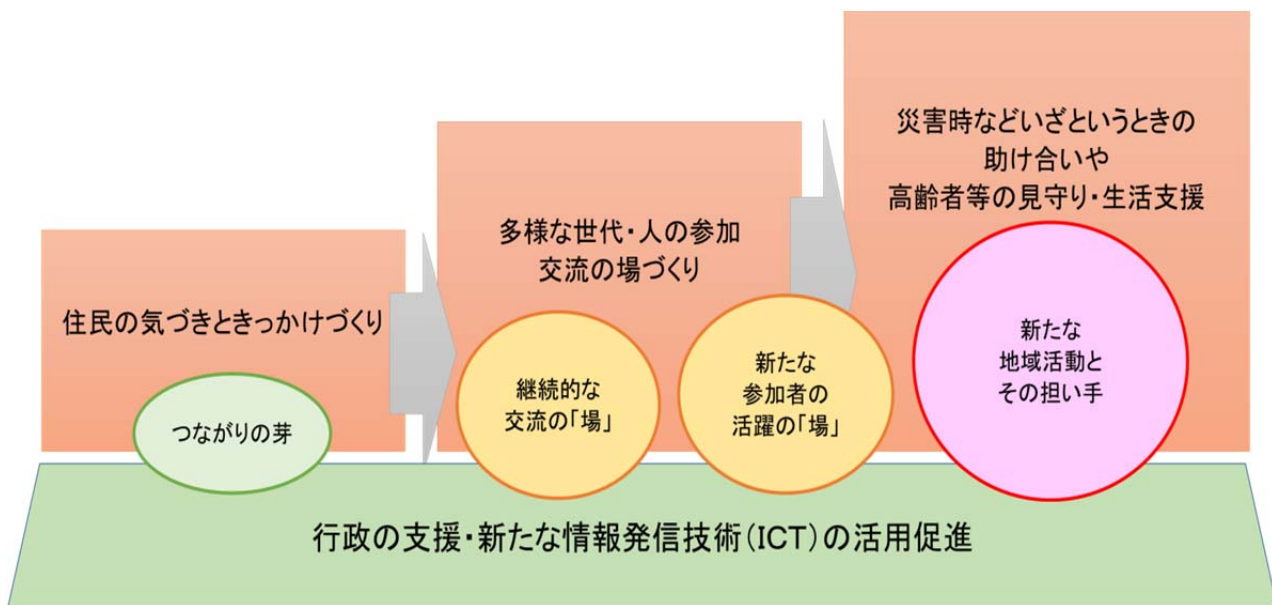 住民の気づきときっかけづくり
つながりの芽
多様な世代・人の参加
交流の場づくり
継続的な
交流の「場」
新たな
参加者の
活躍の「場」
災害時などいざというときの
助け合いや
高齢者等の見守り・生活支援
新たな
地域活動と
その担い手
行政の支援・新たな情報発信技術(ICT)の活用促進